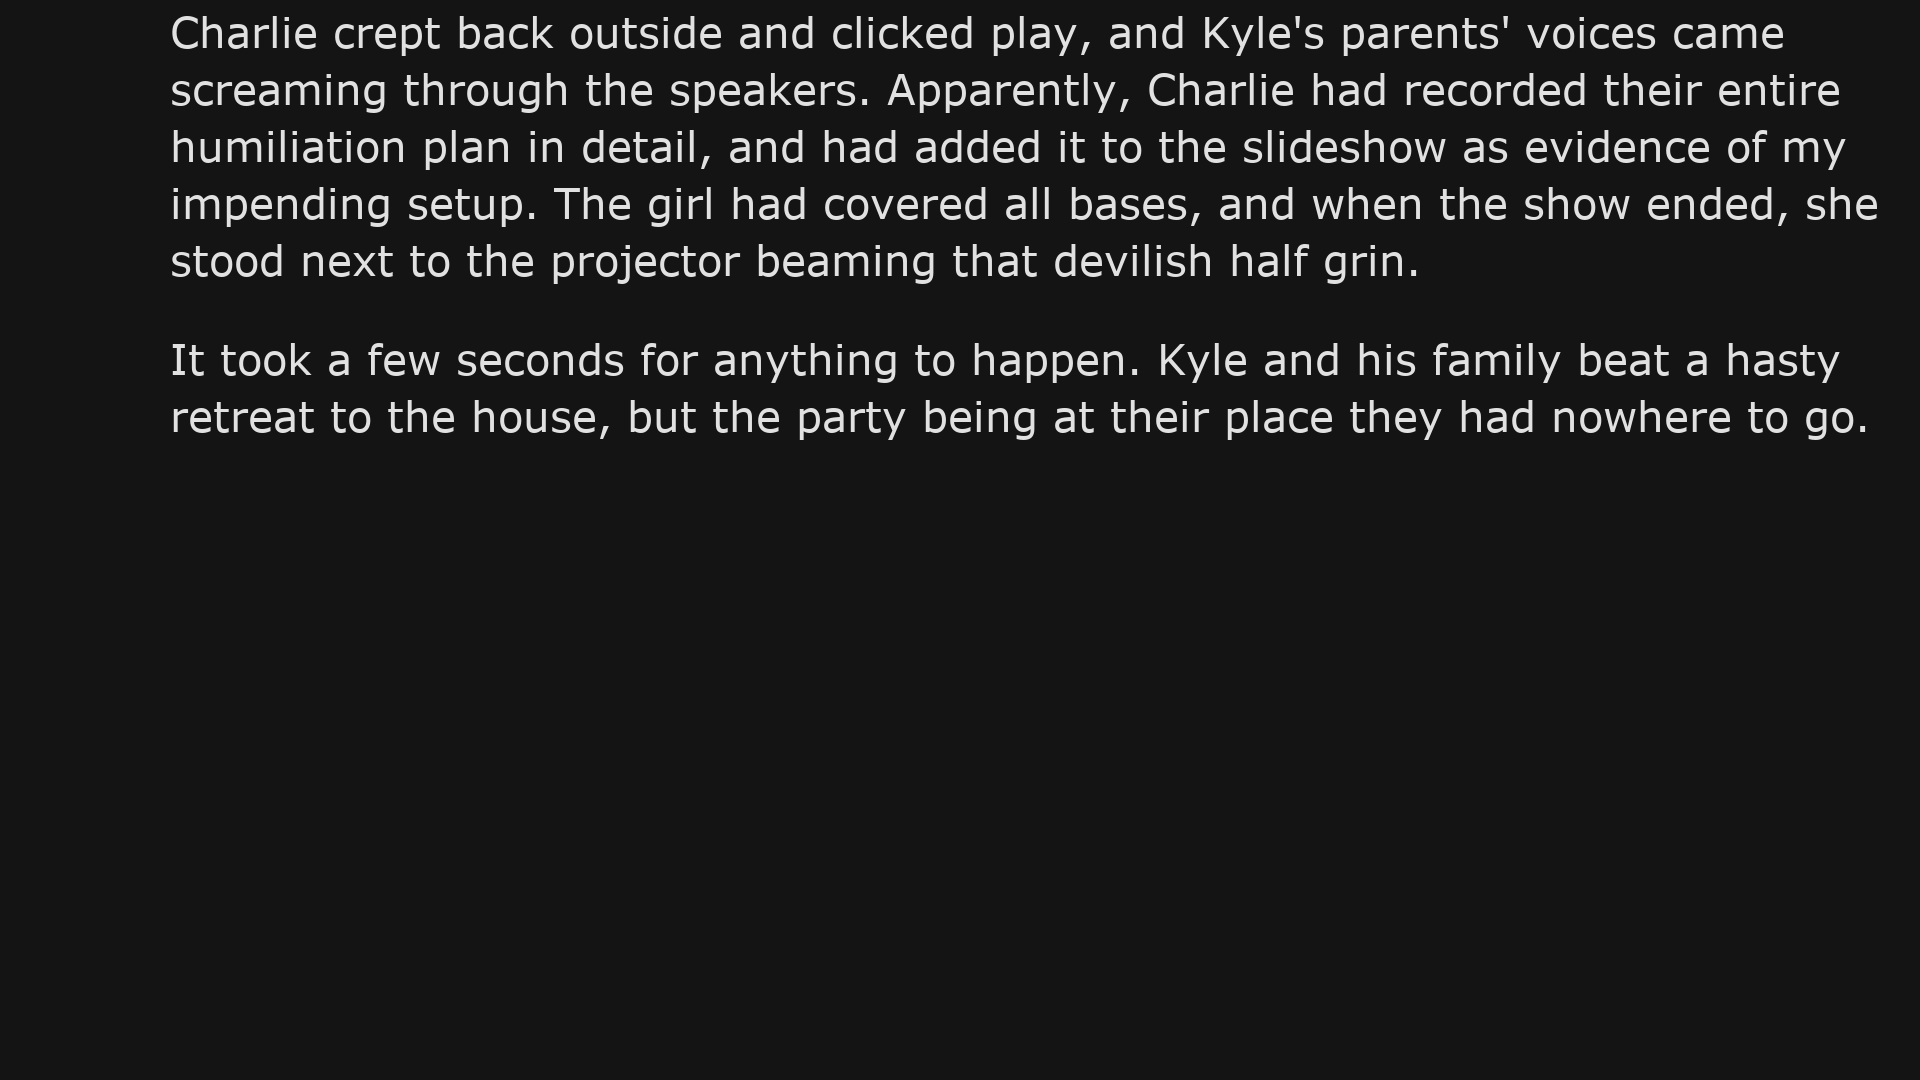 Charlie crept back outside and clicked play, and Kyle's parents' voices came
screaming through the speakers. Apparently, Charlie had recorded their entire
humiliation plan in detail, and had added it to the slideshow as evidence of my
impending setup. The girl had covered all bases, and when the show ended, she
stood next to the projector beaming that devilish half grin.
It took a few seconds for anything to happen. Kyle and his family beat a hasty
retreat to the house, but the party being at their place they had nowhere to go.